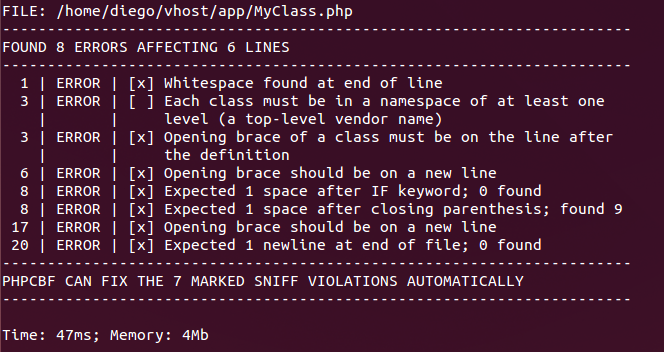 FILE: /home/diego/vhost/app/MyClass.php
----------------------------------------------------------------------
FOUND 8 ERRORS AFFECTING 6 LINES
----------------------------------------------------------------------
  1 | ERROR | [x] Whitespace found at end of line
  3 | ERROR | [ ] Each class must be in a namespace of at least one
    |       |     level (a top-level vendor name)
  3 | ERROR | [x] Opening brace of a class must be on the line after
    |       |     the definition
  6 | ERROR | [x] Opening brace should be on a new line
  8 | ERROR | [x] Expected 1 space after IF keyword; 0 found
  8 | ERROR | [x] Expected 1 space after closing parenthesis; found 9
 17 | ERROR | [x] Opening brace should be on a new line
 20 | ERROR | [x] Expected 1 newline at end of file; 0 found
----------------------------------------------------------------------
PHPCBF CAN FIX THE 7 MARKED SNIFF VIOLATIONS AUTOMATICALLY
----------------------------------------------------------------------
Time: 47ms; Memory: 4Mb